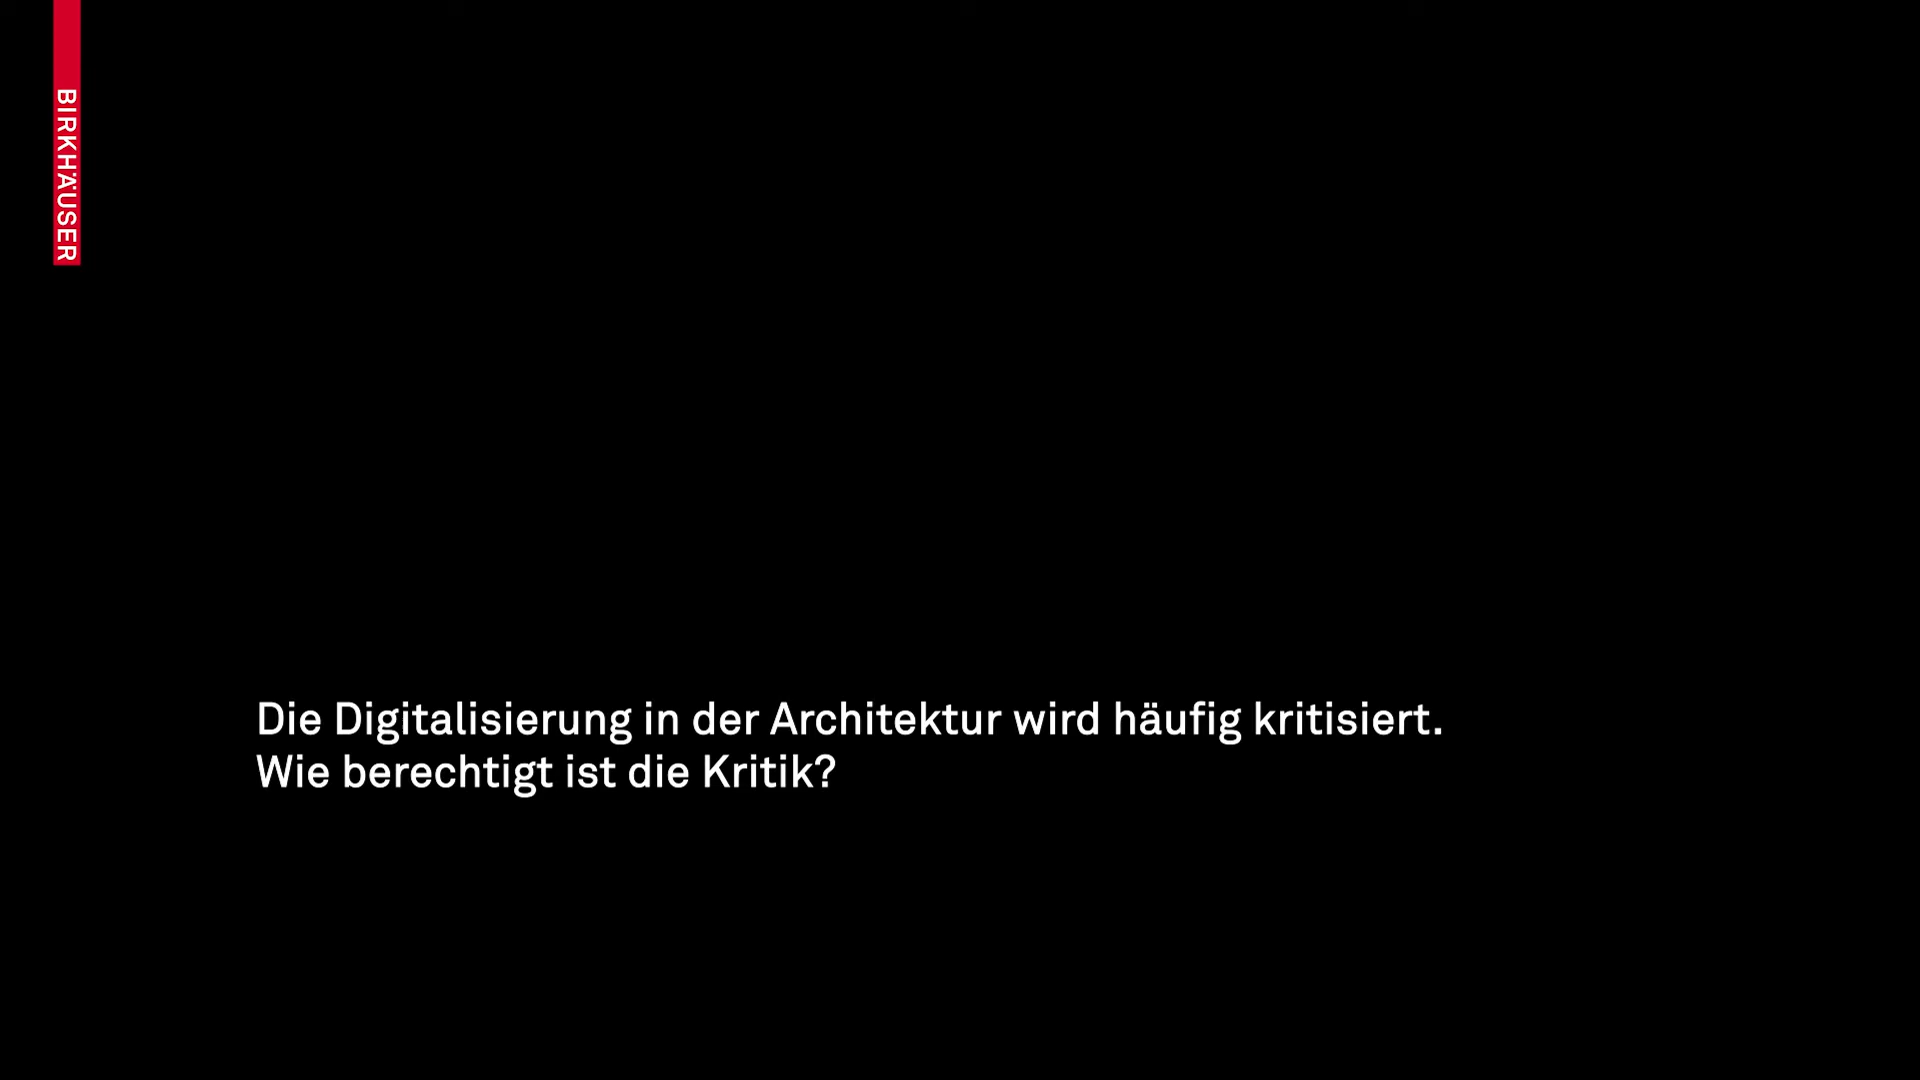 BIRKHÄUSER
Die Digitalisierung in der Architektur wird häufig kritisiert.
Wie berechtigt ist die Kritik?